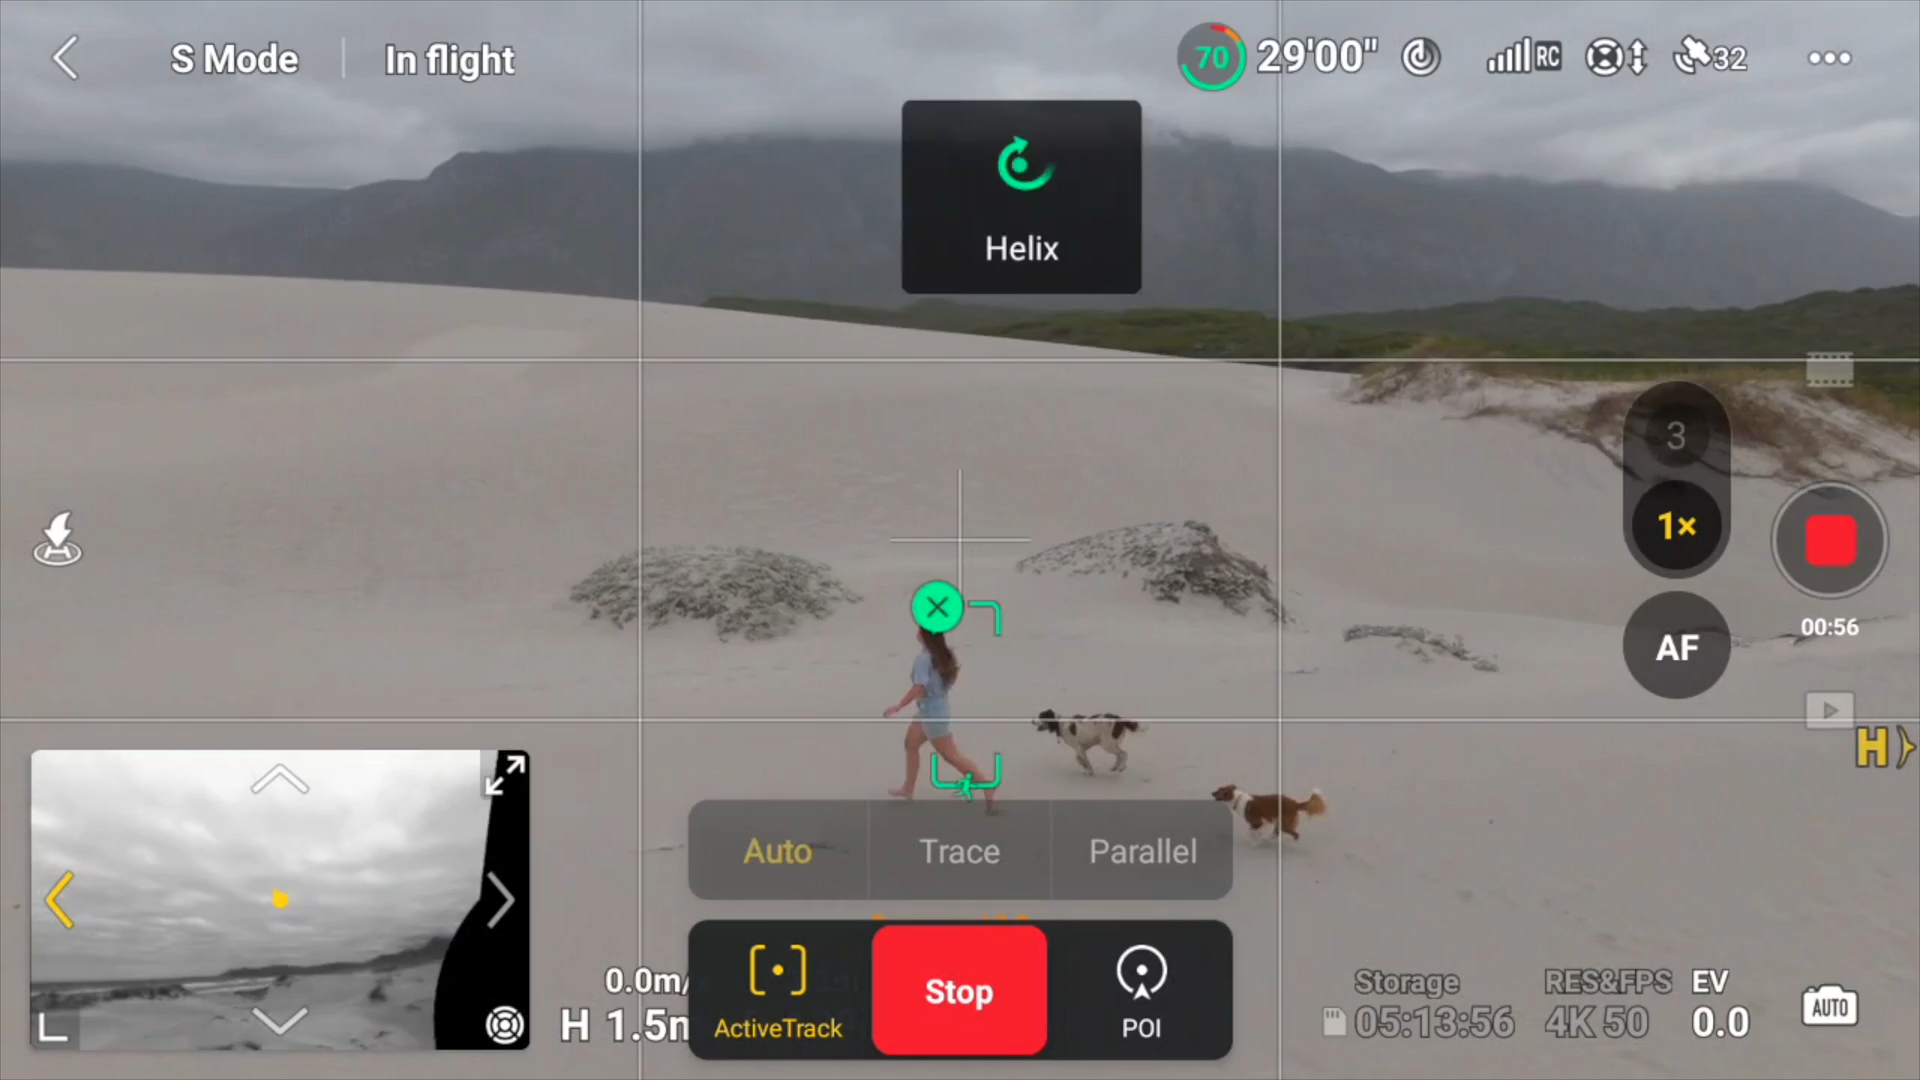 S Mode
In flight
70
29'00"
RC
32
Helix
3
1×
00:56
AF
H
Auto
Trace
Parallel
L
0.0m/
H 1.5m
ActiveTrack
Stop
POI
Storage
05:13:56
RES&FPS
4K 50
EV
0.0
AUTO